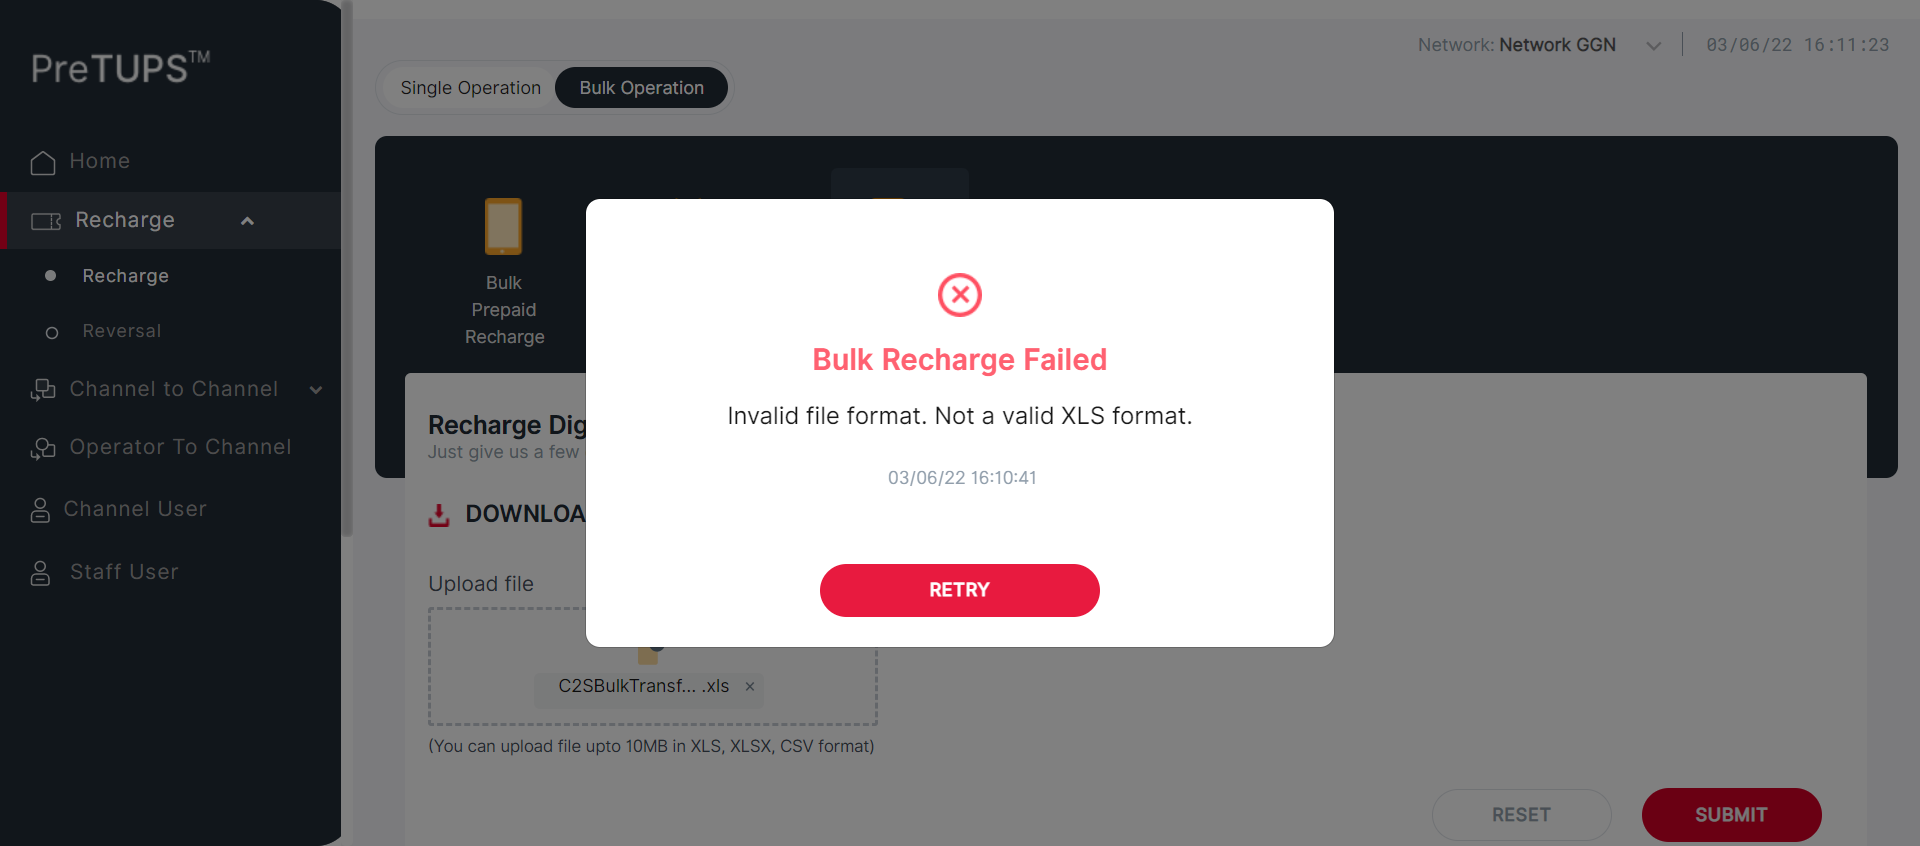 PreTUPS™
Home
Recharge
Recharge
Reversal
Channel to Channel
Operator To Channel
Channel User
Staff User
Network: Network GGN
03/06/22 16:11:23
Single Operation
Bulk Operation
Bulk
Prepaid
Recharge
Recharge Dig
Just give us a few
DOWNLOA
Upload file
C2SBulkTransf... .xls ×
(You can upload file upto 10MB in XLS, XLSX, CSV format)
RESET
SUBMIT
Bulk Recharge Failed
Invalid file format. Not a valid XLS format.
03/06/22 16:10:41
RETRY